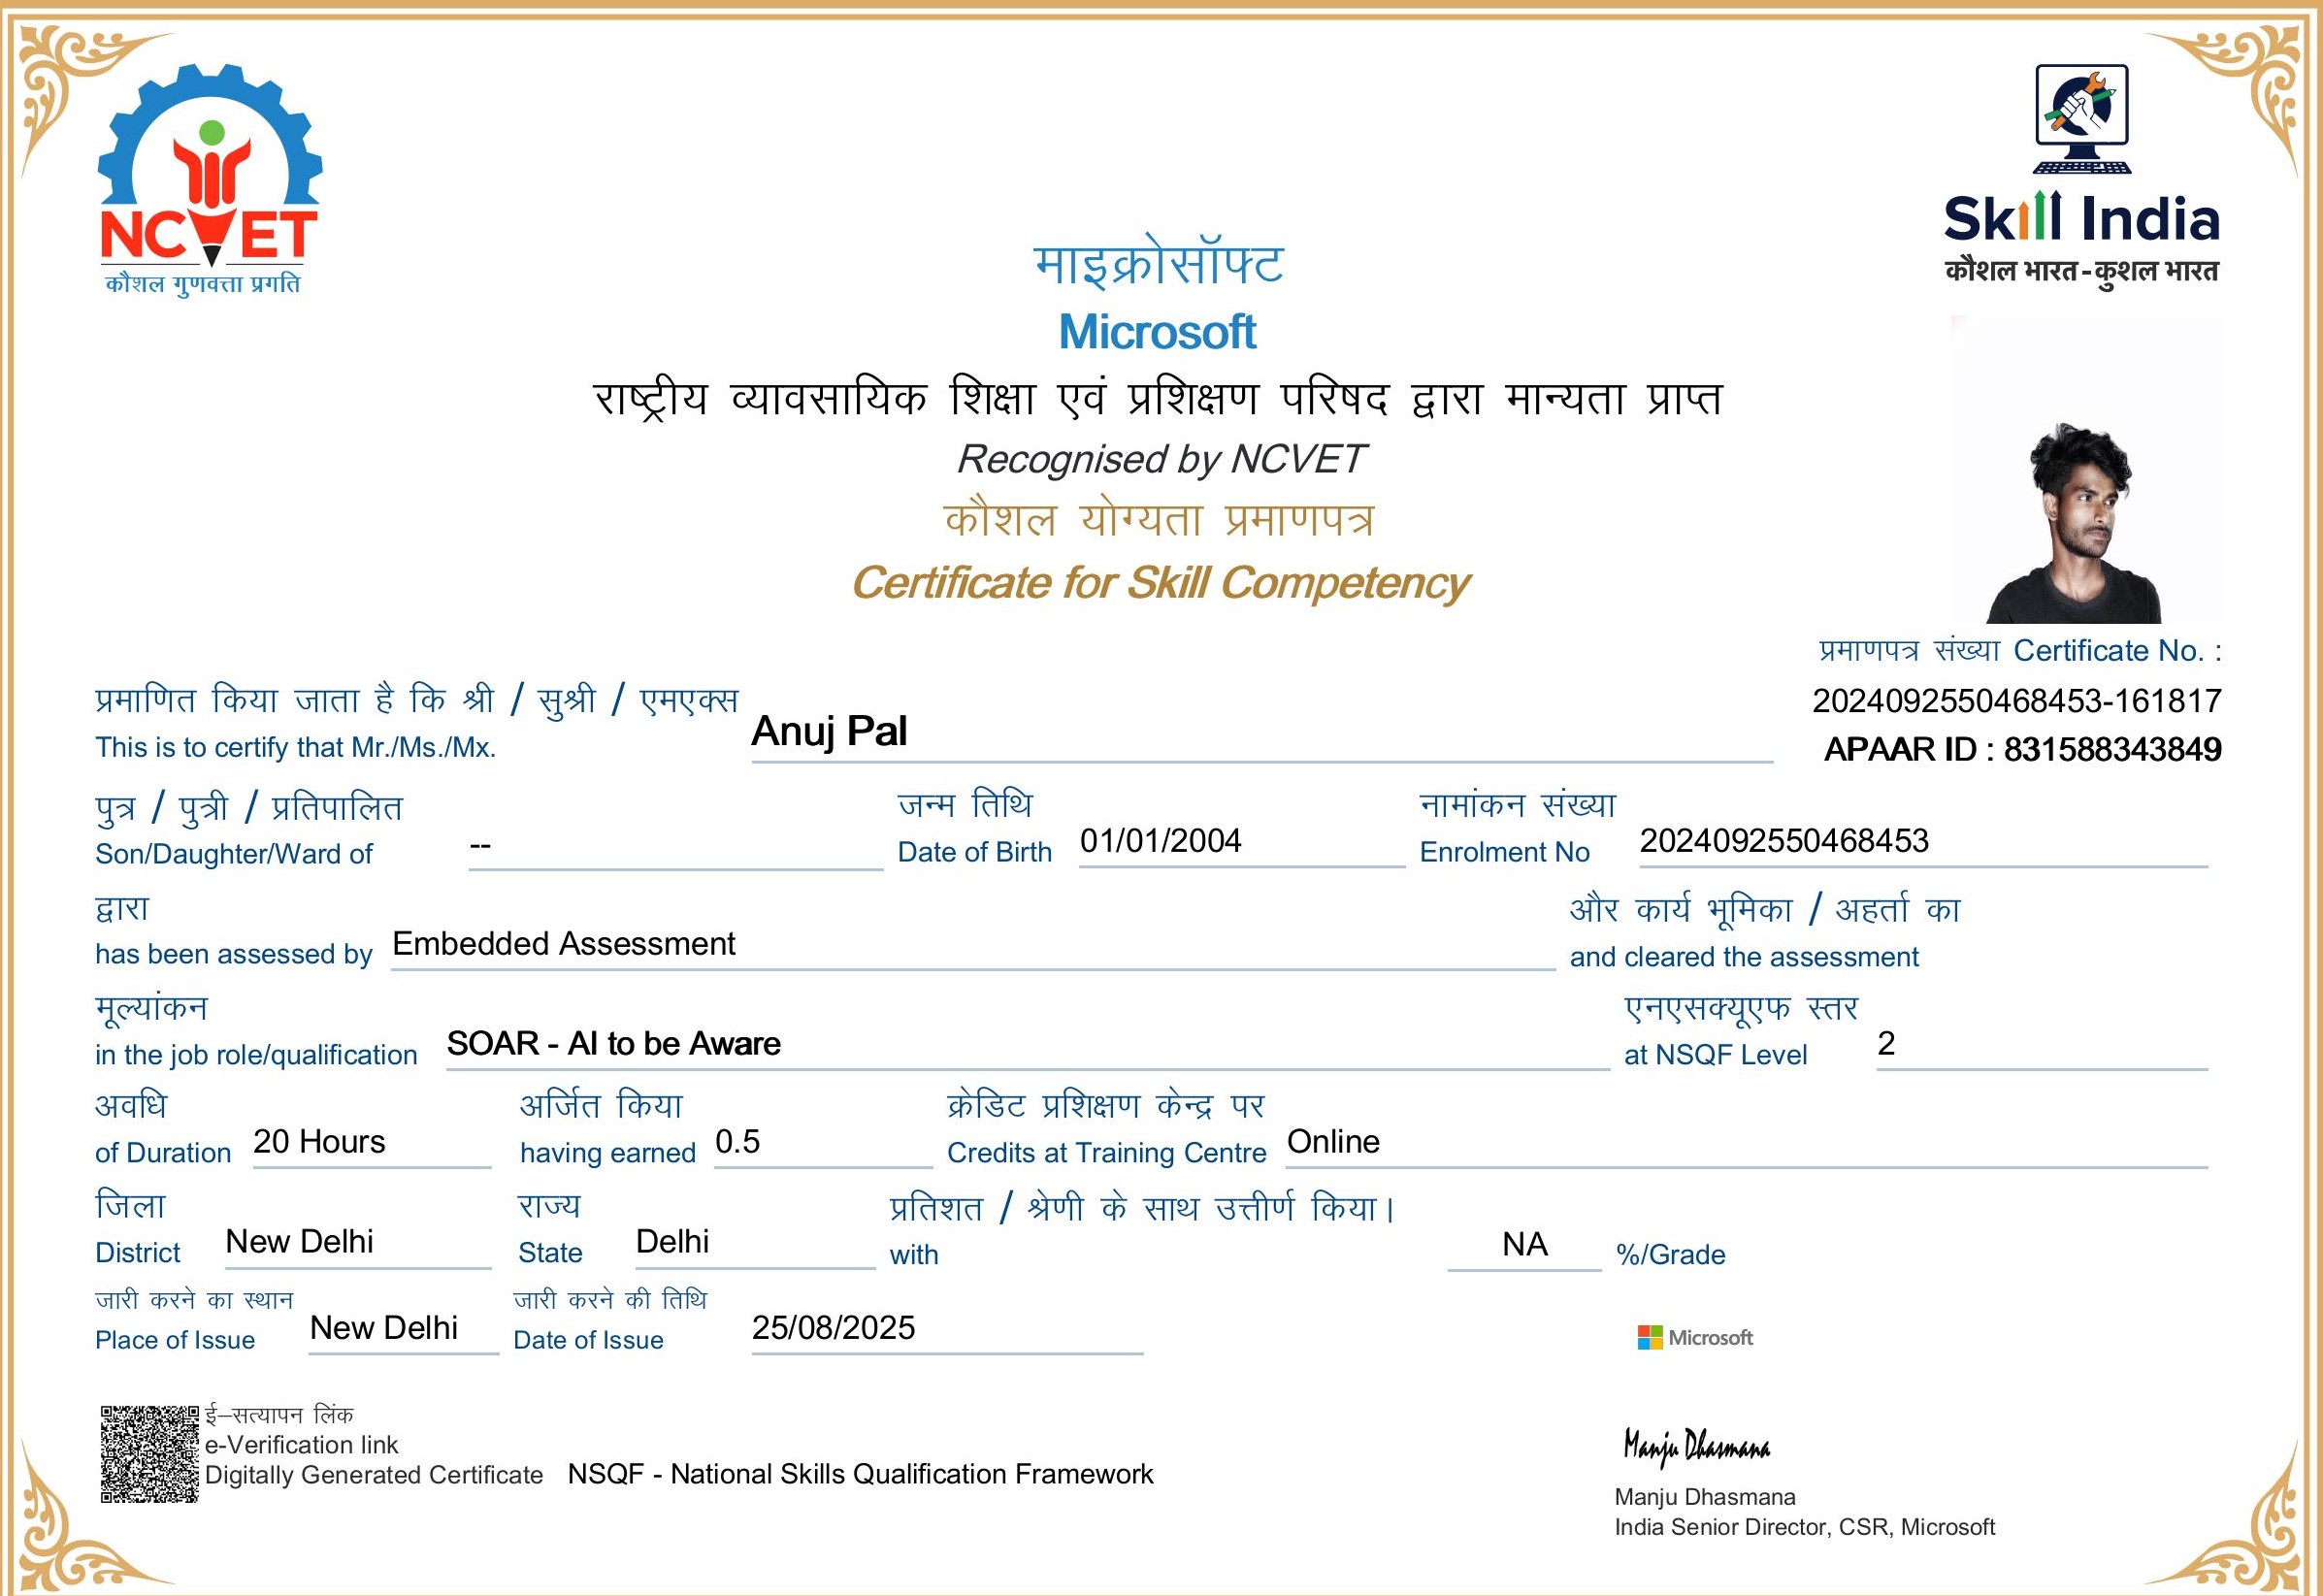 NCVET
कौशल गुणवत्ता प्रगति
Skill India
कौशल भारत-कुशल भारत
माइक्रोसॉफ्ट
Microsoft
राष्ट्रीय व्यावसायिक शिक्षा एवं प्रशिक्षण परिषद द्वारा मान्यता प्राप्त
Recognised by NCVET
कौशल योग्यता प्रमाणपत्र
Certificate for Skill Competency
प्रमाणपत्र संख्या Certificate No. :
2024092550468453-161817
APAAR ID : 831588343849
प्रमाणित किया जाता है कि श्री / सुश्री / एमएक्स
This is to certify that Mr./Ms./Mx. Anuj Pal
पुत्र / पुत्री / प्रतिपालित जन्म तिथि नामांकन संख्या
Son/Daughter/Ward of -- Date of Birth 01/01/2004 Enrolment No 2024092550468453
द्वारा और कार्य भूमिका / अहर्ता का
has been assessed by Embedded Assessment and cleared the assessment
मूल्यांकन एनएसक्यूएफ स्तर
in the job role/qualification SOAR - AI to be Aware at NSQF Level 2
अवधि अर्जित किया क्रेडिट प्रशिक्षण केन्द्र पर
of Duration 20 Hours having earned 0.5 Credits at Training Centre Online
जिला राज्य प्रतिशत / श्रेणी के साथ उत्तीर्ण किया।
District New Delhi State Delhi with NA %/Grade
जारी करने का स्थान जारी करने की तिथि
Place of Issue New Delhi Date of Issue 25/08/2025
Microsoft
ई–सत्यापन लिंक
e-Verification link
Digitally Generated Certificate NSQF - National Skills Qualification Framework
Manju Dhasmana
Manju Dhasmana
India Senior Director, CSR, Microsoft